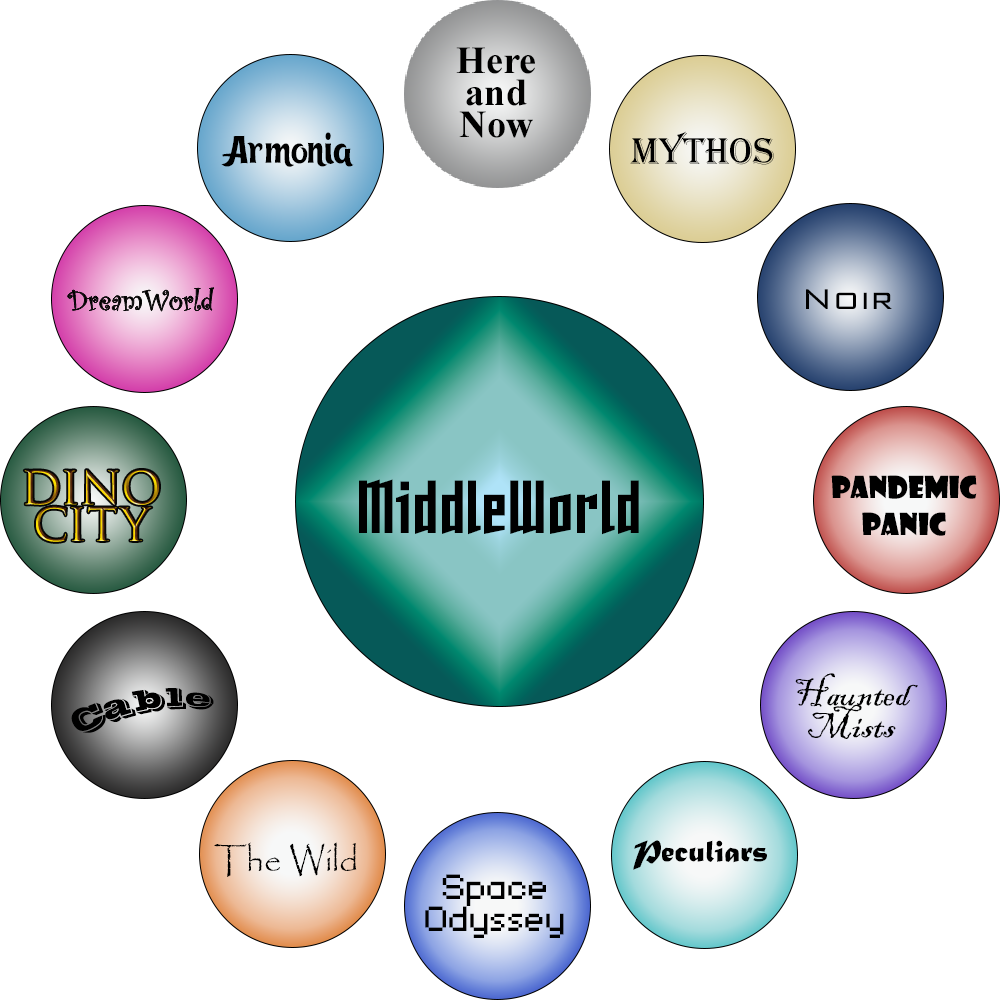 Here
and
Now
Armonia
MYTHOS
DreamWorld
NOIR
DINO
CITY
MiddleWorld
PANDEMIC
PANIC
Cable
Haunted
Mists
The Wild
Peculiars
Space
Odyssey